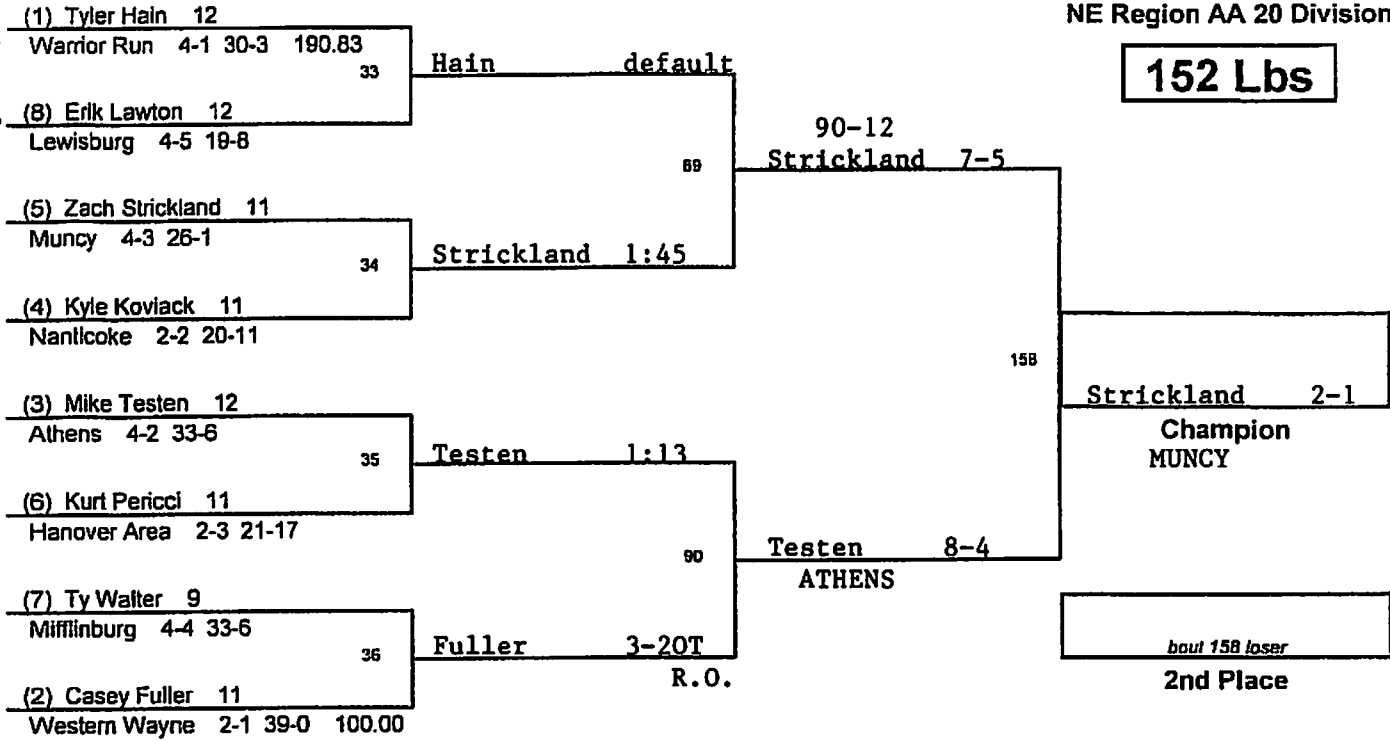 NE Region AA 20 Division
152 Lbs
(1) Tyler Hain 12
Warrior Run 4-1 30-3 190.83
33
Hain default
(8) Erik Lawton 12
Lewisburg 4-5 19-8
90-12
89
Strickland 7-5
(5) Zach Strickland 11
Muncy 4-3 26-1
34
Strickland 1:45
(4) Kyle Koviack 11
Nanticoke 2-2 20-11
158
Strickland 2-1
Champion
MUNCY
(3) Mike Testen 12
Athens 4-2 33-6
35
Testen 1:13
(6) Kurt Pericci 11
Hanover Area 2-3 21-17
90
Testen 8-4
ATHENS
(7) Ty Walter 9
Mifflinburg 4-4 33-6
36
Fuller 3-2OT
R.O.
bout 158 loser
2nd Place
(2) Casey Fuller 11
Western Wayne 2-1 39-0 100.00